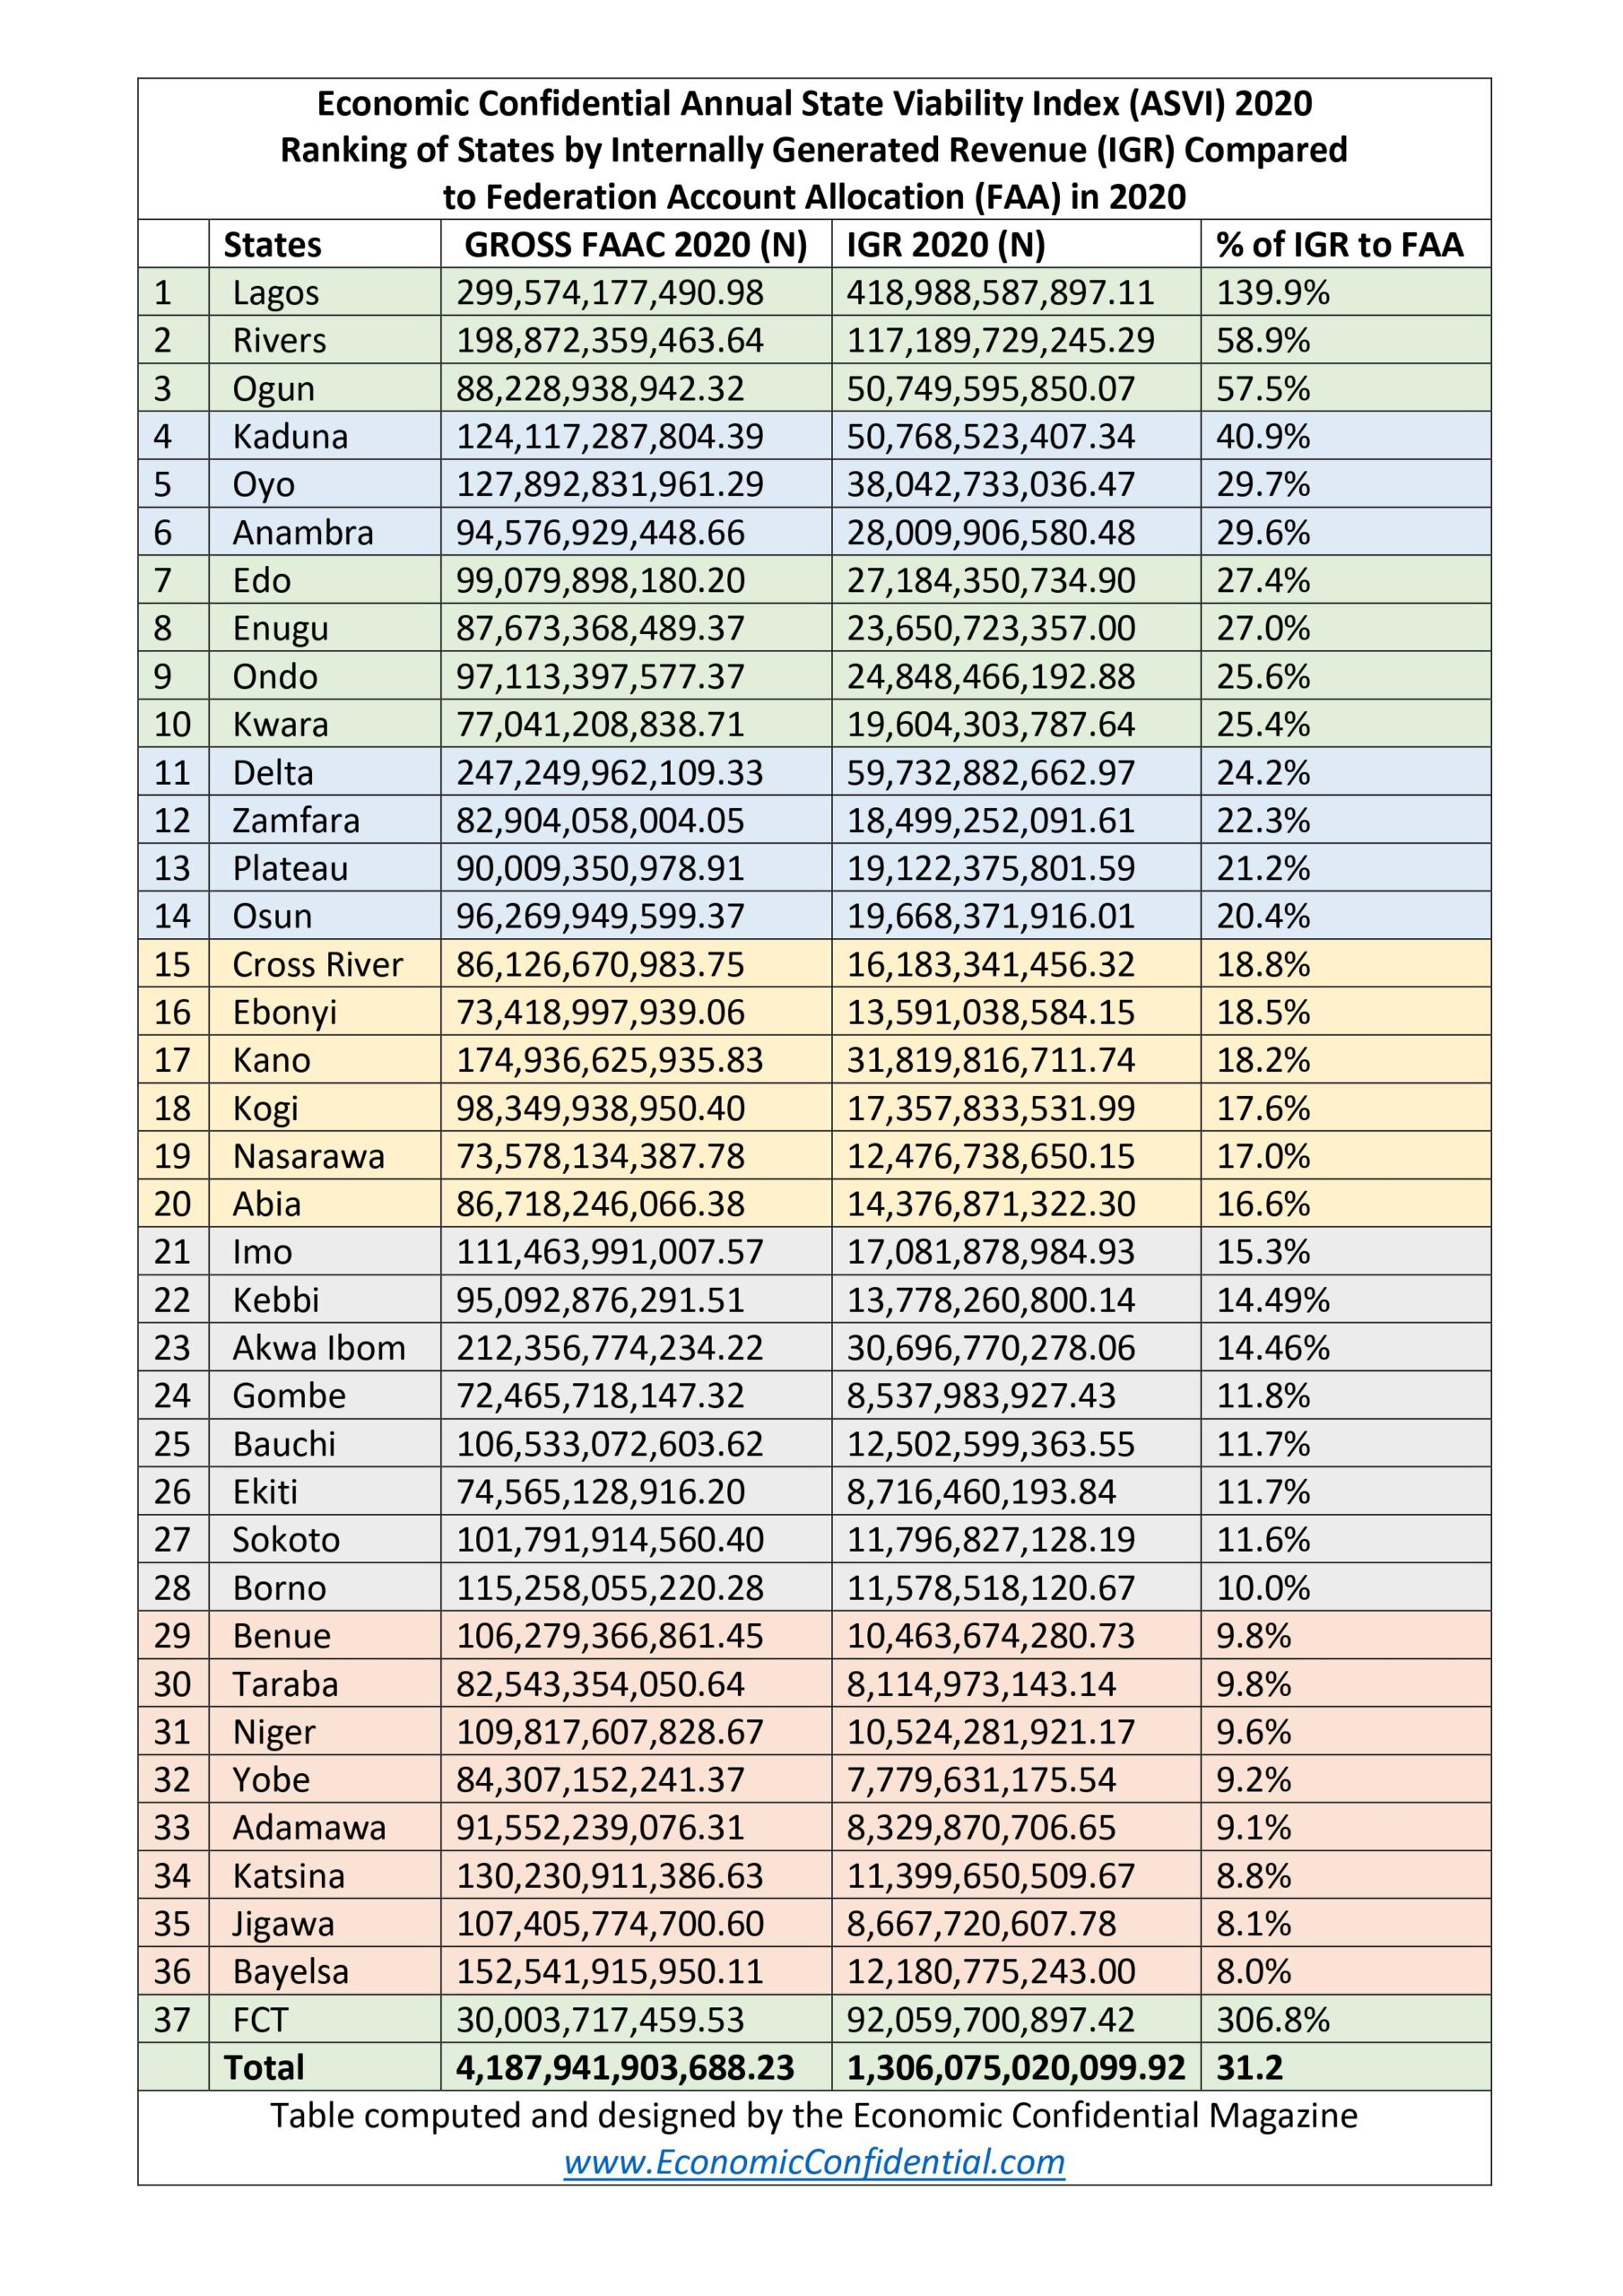 Economic Confidential Annual State Viability Index (ASVI) 2020
Ranking of States by Internally Generated Revenue (IGR) Compared
to Federation Account Allocation (FAA) in 2020
States GROSS FAAC 2020 (N) IGR 2020 (N) % of IGR to FAA
1 Lagos 299,574,177,490.98 418,988,587,897.11 139.9%
2 Rivers 198,872,359,463.64 117,189,729,245.29 58.9%
3 Ogun 88,228,938,942.32 50,749,595,850.07 57.5%
4 Kaduna 124,117,287,804.39 50,768,523,407.34 40.9%
5 Oyo 127,892,831,961.29 38,042,733,036.47 29.7%
6 Anambra 94,576,929,448.66 28,009,906,580.48 29.6%
7 Edo 99,079,898,180.20 27,184,350,734.90 27.4%
8 Enugu 87,673,368,489.37 23,650,723,357.00 27.0%
9 Ondo 97,113,397,577.37 24,848,466,192.88 25.6%
10 Kwara 77,041,208,838.71 19,604,303,787.64 25.4%
11 Delta 247,249,962,109.33 59,732,882,662.97 24.2%
12 Zamfara 82,904,058,004.05 18,499,252,091.61 22.3%
13 Plateau 90,009,350,978.91 19,122,375,801.59 21.2%
14 Osun 96,269,949,599.37 19,668,371,916.01 20.4%
15 Cross River 86,126,670,983.75 16,183,341,456.32 18.8%
16 Ebonyi 73,418,997,939.06 13,591,038,584.15 18.5%
17 Kano 174,936,625,935.83 31,819,816,711.74 18.2%
18 Kogi 98,349,938,950.40 17,357,833,531.99 17.6%
19 Nasarawa 73,578,134,387.78 12,476,738,650.15 17.0%
20 Abia 86,718,246,066.38 14,376,871,322.30 16.6%
21 Imo 111,463,991,007.57 17,081,878,984.93 15.3%
22 Kebbi 95,092,876,291.51 13,778,260,800.14 14.49%
23 Akwa Ibom 212,356,774,234.22 30,696,770,278.06 14.46%
24 Gombe 72,465,718,147.32 8,537,983,927.43 11.8%
25 Bauchi 106,533,072,603.62 12,502,599,363.55 11.7%
26 Ekiti 74,565,128,916.20 8,716,460,193.84 11.7%
27 Sokoto 101,791,914,560.40 11,796,827,128.19 11.6%
28 Borno 115,258,055,220.28 11,578,518,120.67 10.0%
29 Benue 106,279,366,861.45 10,463,674,280.73 9.8%
30 Taraba 82,543,354,050.64 8,114,973,143.14 9.8%
31 Niger 109,817,607,828.67 10,524,281,921.17 9.6%
32 Yobe 84,307,152,241.37 7,779,631,175.54 9.2%
33 Adamawa 91,552,239,076.31 8,329,870,706.65 9.1%
34 Katsina 130,230,911,386.63 11,399,650,509.67 8.8%
35 Jigawa 107,405,774,700.60 8,667,720,607.78 8.1%
36 Bayelsa 152,541,915,950.11 12,180,775,243.00 8.0%
37 FCT 30,003,717,459.53 92,059,700,897.42 306.8%
Total 4,187,941,903,688.23 1,306,075,020,099.92 31.2
Table computed and designed by the Economic Confidential Magazine
www.EconomicConfidential.com